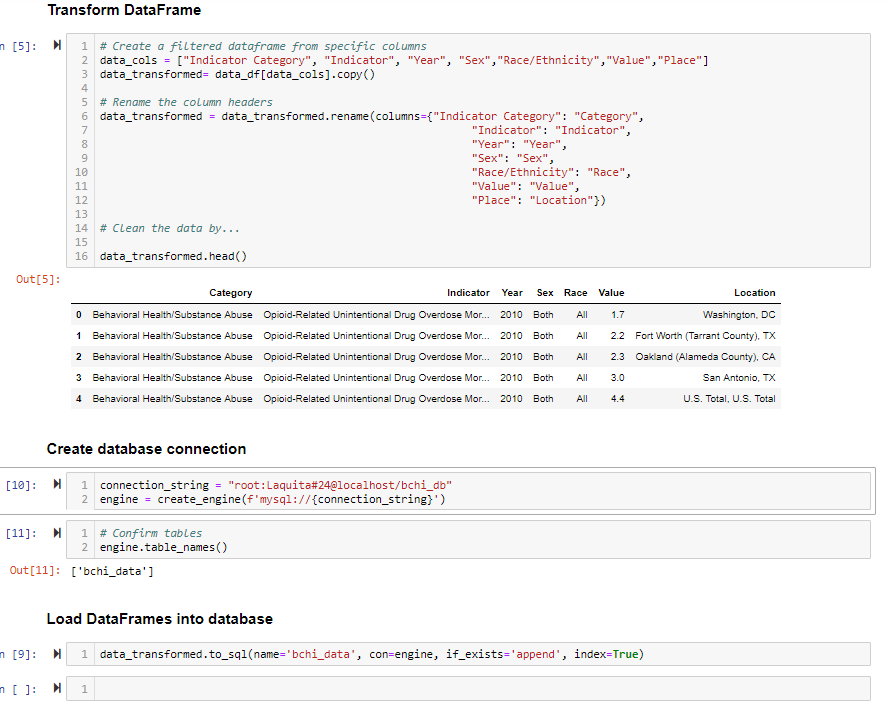 Transform DataFrame
n [5]:
1 # Create a filtered dataframe from specific columns
2 data_cols = ["Indicator Category", "Indicator", "Year", "Sex","Race/Ethnicity","Value","Place"]
3 data_transformed= data_df[data_cols].copy()
4
5 # Rename the column headers
6 data_transformed = data_transformed.rename(columns={"Indicator Category": "Category",
7 "Indicator": "Indicator",
8 "Year": "Year",
9 "Sex": "Sex",
10 "Race/Ethnicity": "Race",
11 "Value": "Value",
12 "Place": "Location"})
13
14 # Clean the data by...
15
16 data_transformed.head()
Out[5]:
Category Indicator Year Sex Race Value Location
0 Behavioral Health/Substance Abuse Opioid-Related Unintentional Drug Overdose Mor... 2010 Both All 1.7 Washington, DC
1 Behavioral Health/Substance Abuse Opioid-Related Unintentional Drug Overdose Mor... 2010 Both All 2.2 Fort Worth (Tarrant County), TX
2 Behavioral Health/Substance Abuse Opioid-Related Unintentional Drug Overdose Mor... 2010 Both All 2.3 Oakland (Alameda County), CA
3 Behavioral Health/Substance Abuse Opioid-Related Unintentional Drug Overdose Mor... 2010 Both All 3.0 San Antonio, TX
4 Behavioral Health/Substance Abuse Opioid-Related Unintentional Drug Overdose Mor... 2010 Both All 4.4 U.S. Total, U.S. Total
Create database connection
[10]:
1 connection_string = "root:Laquita#24@localhost/bchi_db"
2 engine = create_engine(f'mysql://{connection_string}')
[11]:
1 # Confirm tables
2 engine.table_names()
Out[11]: ['bchi_data']
Load DataFrames into database
n [9]:
1 data_transformed.to_sql(name='bchi_data', con=engine, if_exists='append', index=True)
n [ ]:
1